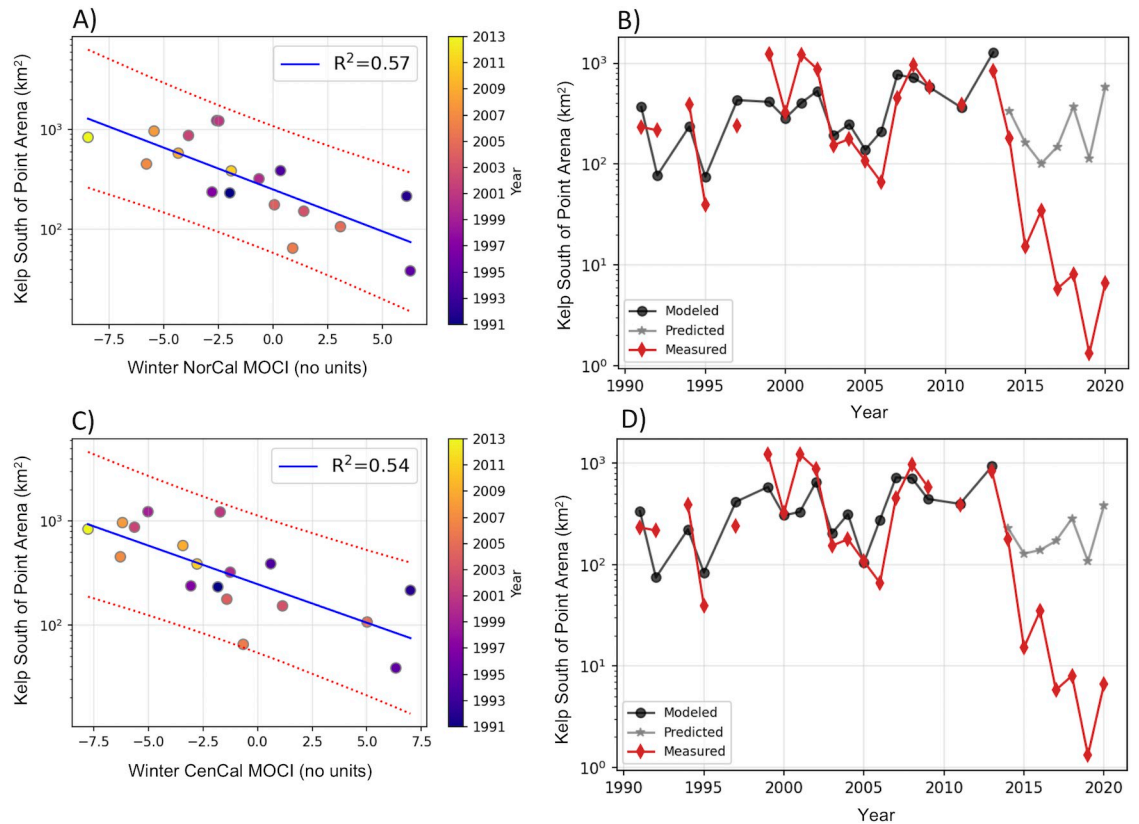 A)
Kelp South of Point Arena (km²)
10³
10²
R²=0.57
−7.5 −5.0 −2.5 0.0 2.5 5.0
Winter NorCal MOCI (no units)
2013
2011
2009
2007
2005
2003
2001
1999
1997
1995
1993
1991
Year
B)
Kelp South of Point Arena (km²)
10³
10²
10¹
10⁰
Modeled
Predicted
Measured
1990 1995 2000 2005 2010 2015 2020
Year
C)
Kelp South of Point Arena (km²)
10³
10²
R²=0.54
−7.5 −5.0 −2.5 0.0 2.5 5.0 7.5
Winter CenCal MOCI (no units)
2013
2011
2009
2007
2005
2003
2001
1999
1997
1995
1993
1991
Year
D)
Kelp South of Point Arena (km²)
10³
10²
10¹
10⁰
Modeled
Predicted
Measured
1990 1995 2000 2005 2010 2015 2020
Year